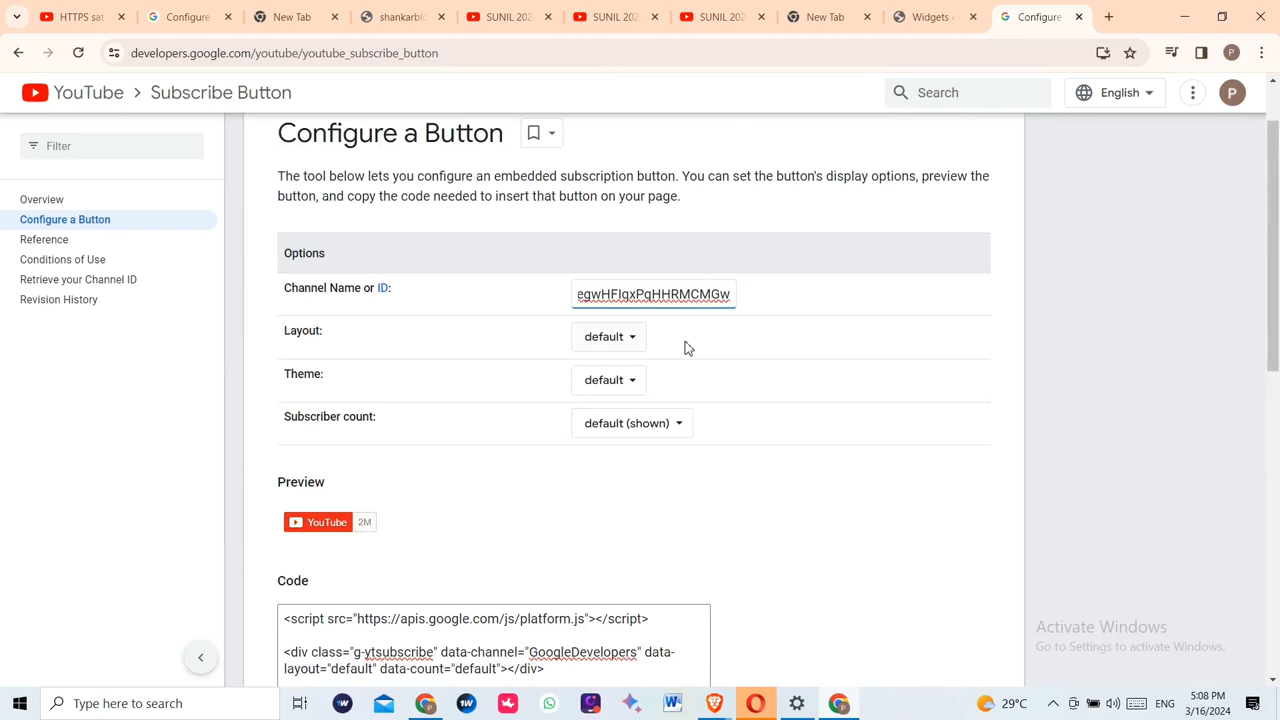 HTTPS sat
Configure
New Tab
shankarblo
SUNIL 202
SUNIL 202
SUNIL 202
New Tab
Widgets
Configure
developers.google.com/youtube/youtube_subscribe_button
P
YouTube > Subscribe Button
Search
English
P
Filter
Configure a Button
The tool below lets you configure an embedded subscription button. You can set the button's display options, preview the
button, and copy the code needed to insert that button on your page.
Overview
Configure a Button
Reference
Conditions of Use
Retrieve your Channel ID
Revision History
Options
Channel Name or ID:
egwHFIqxPqHHRMCMGw
Layout:
default
Theme:
default
Subscriber count:
default (shown)
Preview
YouTube 2M
Code
<script src="https://apis.google.com/js/platform.js"></script>
<div class="g-ytsubscribe" data-channel="GoogleDevelopers" data-
layout="default" data-count="default"></div>
Activate Windows
Go to Settings to activate Windows.
Type here to search
29°C
ENG
5:08 PM
3/16/2024